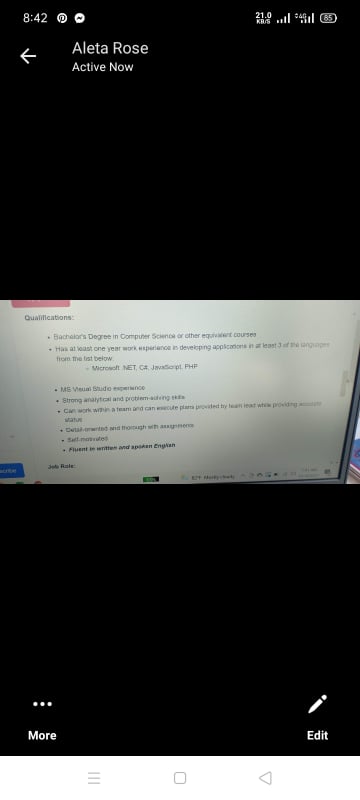 8:42
21.0
KB/S
4G
85
Aleta Rose
Active Now
Qualifications:
• Bachelor's Degree in Computer Science or other equivalent courses
• Has at least one year work experience in developing applications in at least 3 of the languages
from the list below:
◦ Microsoft .NET, C#, JavaScript, PHP
• MS Visual Studio experience
• Strong analytical and problem-solving skills
• Can work within a team and can execute plans provided by team lead while providing accurate
status
• Detail-oriented and thorough with assignments
• Self-motivated
• Fluent in written and spoken English
Job Role:
Mostly cloudy
More
Edit